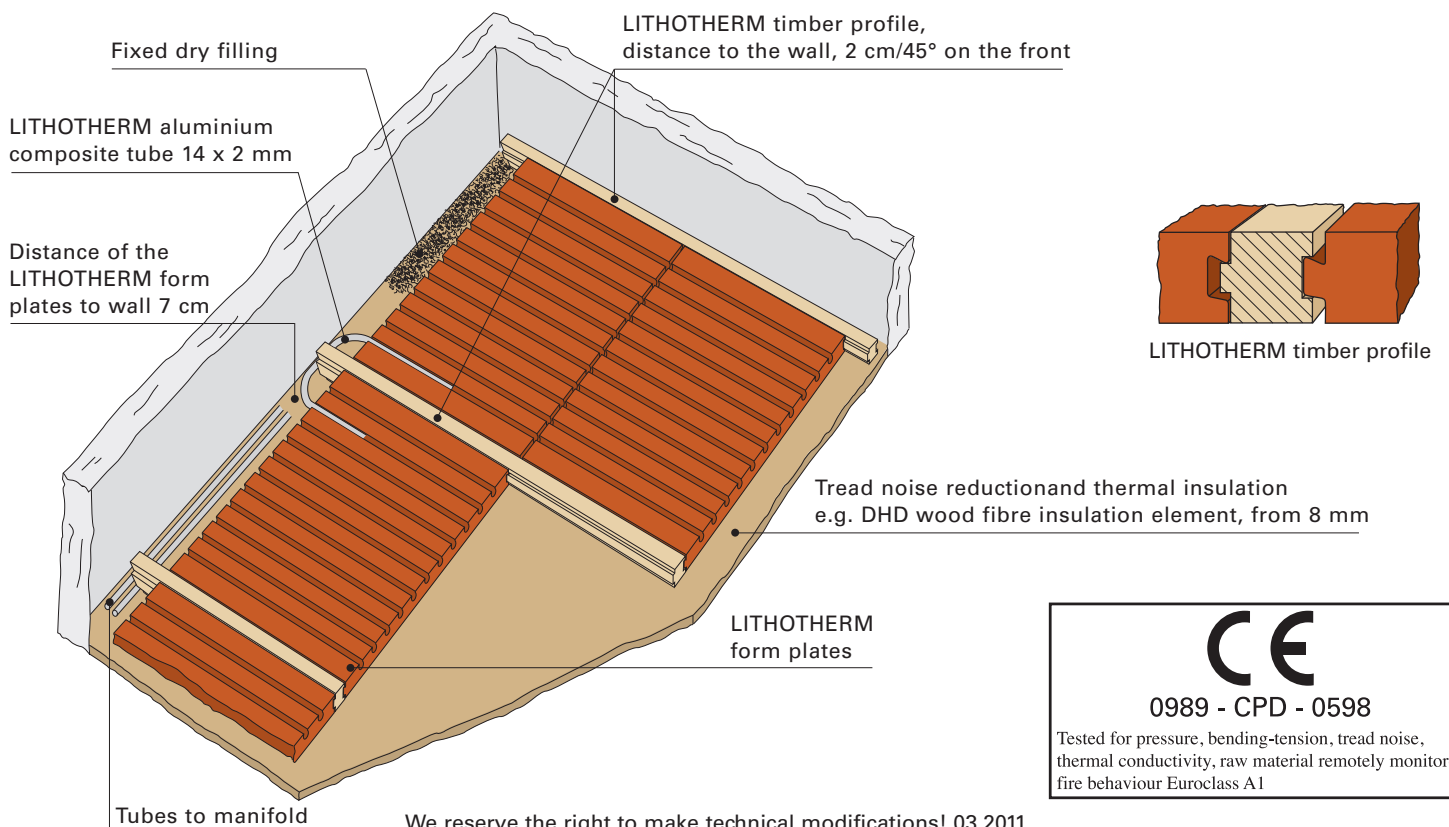 LITHOTHERM timber profile,
distance to the wall, 2 cm/45° on the front
Fixed dry filling
LITHOTHERM aluminium
composite tube 14 x 2 mm
Distance of the
LITHOTHERM form
plates to wall 7 cm
LITHOTHERM timber profile
Tread noise reductionand thermal insulation
e.g. DHD wood fibre insulation element, from 8 mm
LITHOTHERM
form plates
CE
0989 - CPD - 0598
Tested for pressure, bending-tension, tread noise,
thermal conductivity, raw material remotely monitor
fire behaviour Euroclass A1
Tubes to manifold
We reserve the right to make technical modifications! 03.2011